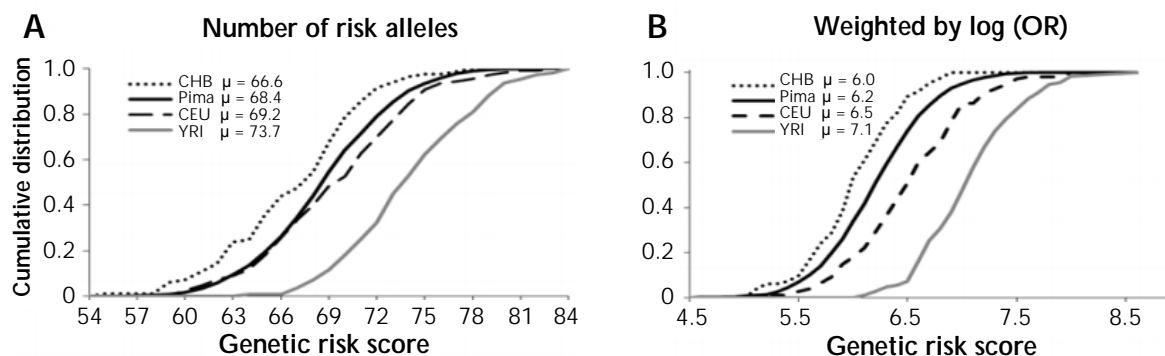 A
Number of risk alleles
Cumulative distribution
1.0
0.8
0.6
0.4
0.2
0
CHB μ = 66.6
Pima μ = 68.4
CEU μ = 69.2
YRI μ = 73.7
54 57 60 63 66 69 72 75 78 81 84
Genetic risk score
B
Weighted by log (OR)
1.0
0.8
0.6
0.4
0.2
0
CHB μ = 6.0
Pima μ = 6.2
CEU μ = 6.5
YRI μ = 7.1
4.5 5.5 6.5 7.5 8.5
Genetic risk score